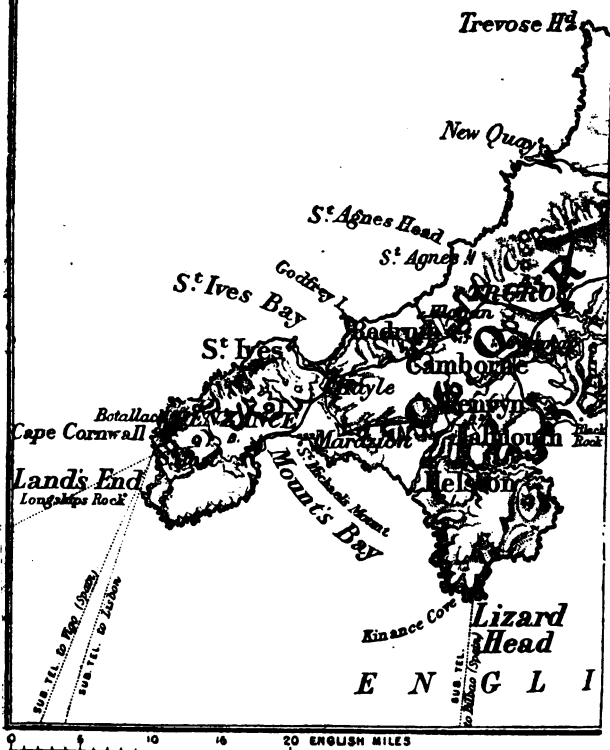 Trevose Hd.
New Quay
St. Agnes Head
St. Agnes
St. Ives Bay
Godfrey I.
TRURO
Redruth
St. Ives
Camborne
Hayle
Botallack
PENZANCE
Penryn
Cape Cornwall
Marazion
Falmouth
Black
Rock
Land's End
Longships Rock
St. Michael's Mount
Helston
Mount's Bay
Kinance Cove
Lizard
Head
SUB. TEL. to Vigo (Spain)
SUB. TEL. to Lisbon
SUB. TEL.
to Bilbao (Spain)
E N G L I
0 5 10 15 20 ENGLISH MILES